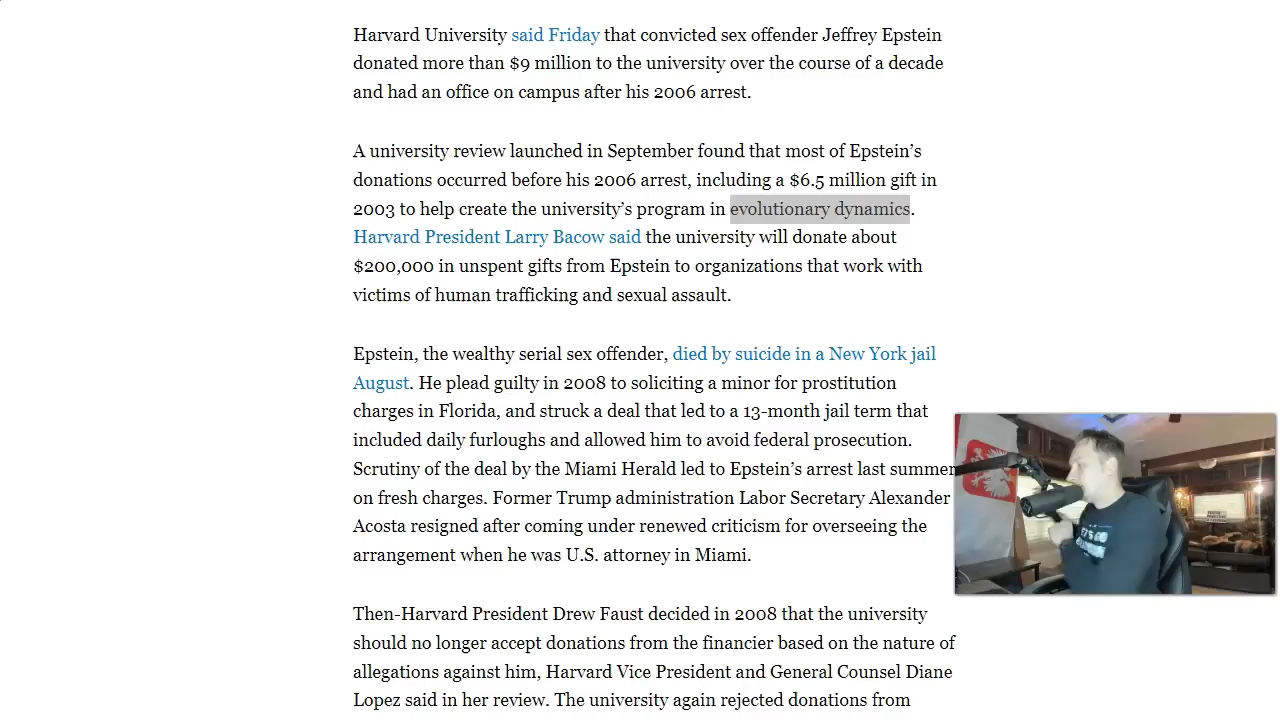 Harvard University said Friday that convicted sex offender Jeffrey Epstein
donated more than $9 million to the university over the course of a decade
and had an office on campus after his 2006 arrest.
A university review launched in September found that most of Epstein's
donations occurred before his 2006 arrest, including a $6.5 million gift in
2003 to help create the university's program in evolutionary dynamics.
Harvard President Larry Bacow said the university will donate about
$200,000 in unspent gifts from Epstein to organizations that work with
victims of human trafficking and sexual assault.
Epstein, the wealthy serial sex offender, died by suicide in a New York jail
August. He plead guilty in 2008 to soliciting a minor for prostitution
charges in Florida, and struck a deal that led to a 13-month jail term that
included daily furloughs and allowed him to avoid federal prosecution.
Scrutiny of the deal by the Miami Herald led to Epstein's arrest last summer
on fresh charges. Former Trump administration Labor Secretary Alexander
Acosta resigned after coming under renewed criticism for overseeing the
arrangement when he was U.S. attorney in Miami.
Then-Harvard President Drew Faust decided in 2008 that the university
should no longer accept donations from the financier based on the nature of
allegations against him, Harvard Vice President and General Counsel Diane
Lopez said in her review. The university again rejected donations from